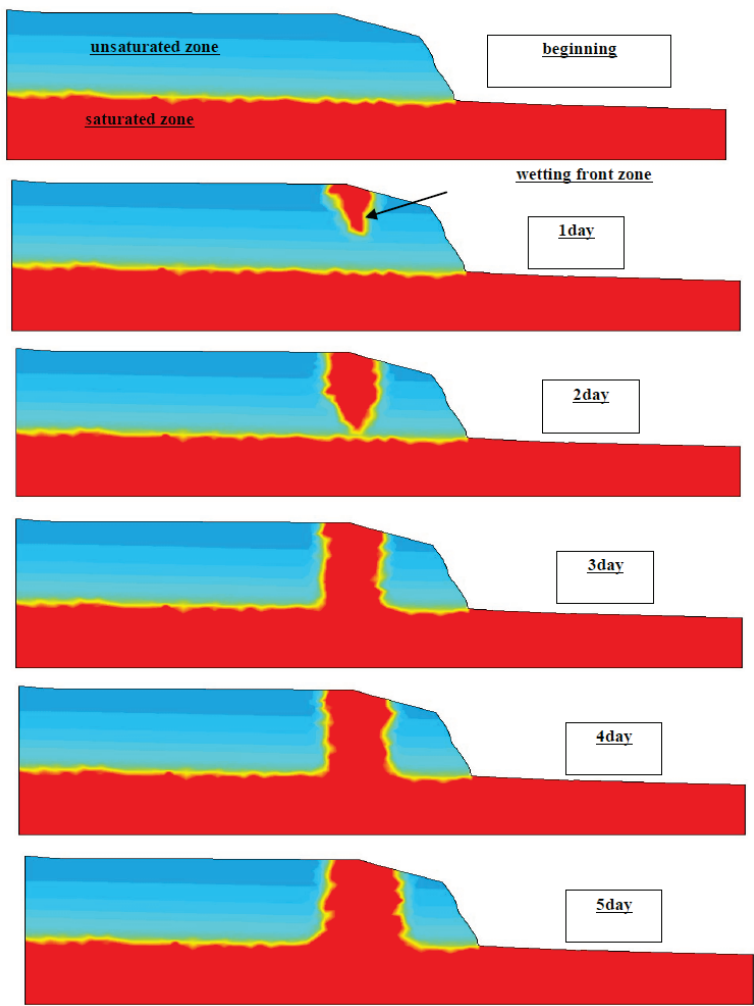 unsaturated zone
beginning
saturated zone
wetting front zone
1day
2day
3day
4day
5day